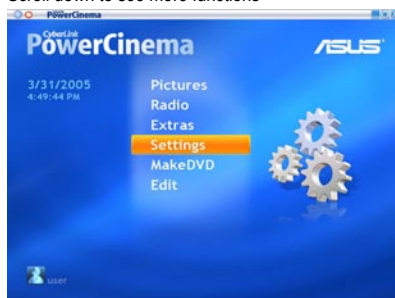 Scroll down to see more functions
PowerCinema
CyberLink
PowerCinema
ASUS
3/31/2005
4:49:44 PM
Pictures
Radio
Extras
Settings
MakeDVD
Edit
user